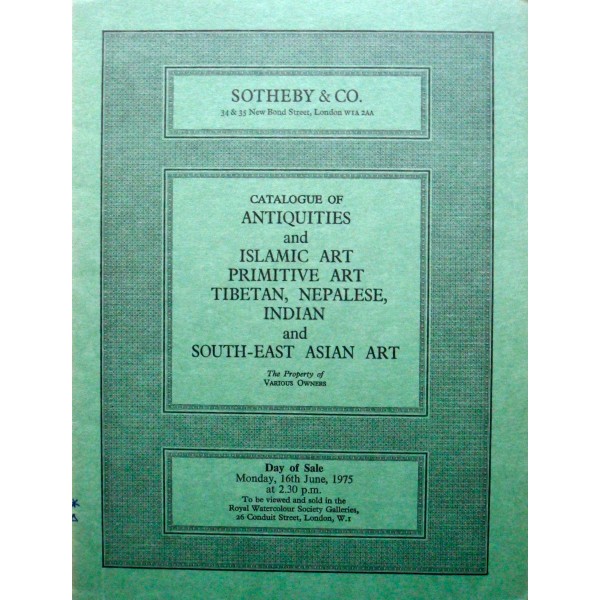 SOTHEBY & CO.
34 & 35 New Bond Street, London W1A 2AA
CATALOGUE OF
ANTIQUITIES
and
ISLAMIC ART
PRIMITIVE ART
TIBETAN, NEPALESE,
INDIAN
and
SOUTH-EAST ASIAN ART
The Property of
VARIOUS OWNERS
Day of Sale
Monday, 16th June, 1975
at 2.30 p.m.
To be viewed and sold in the
Royal Watercolour Society Galleries,
26 Conduit Street, London, W.1